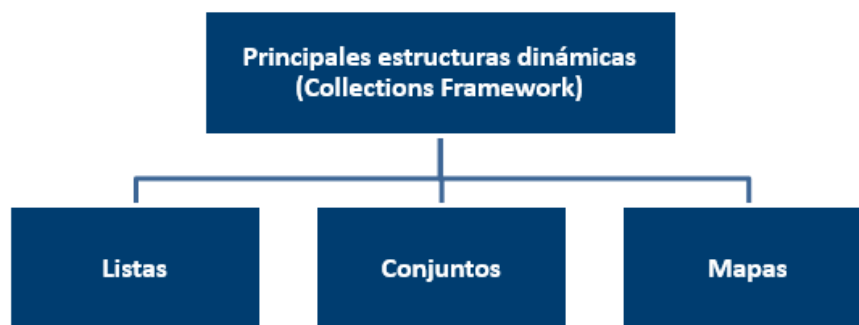 Principales estructuras dinámicas
(Collections Framework)
Listas
Conjuntos
Mapas